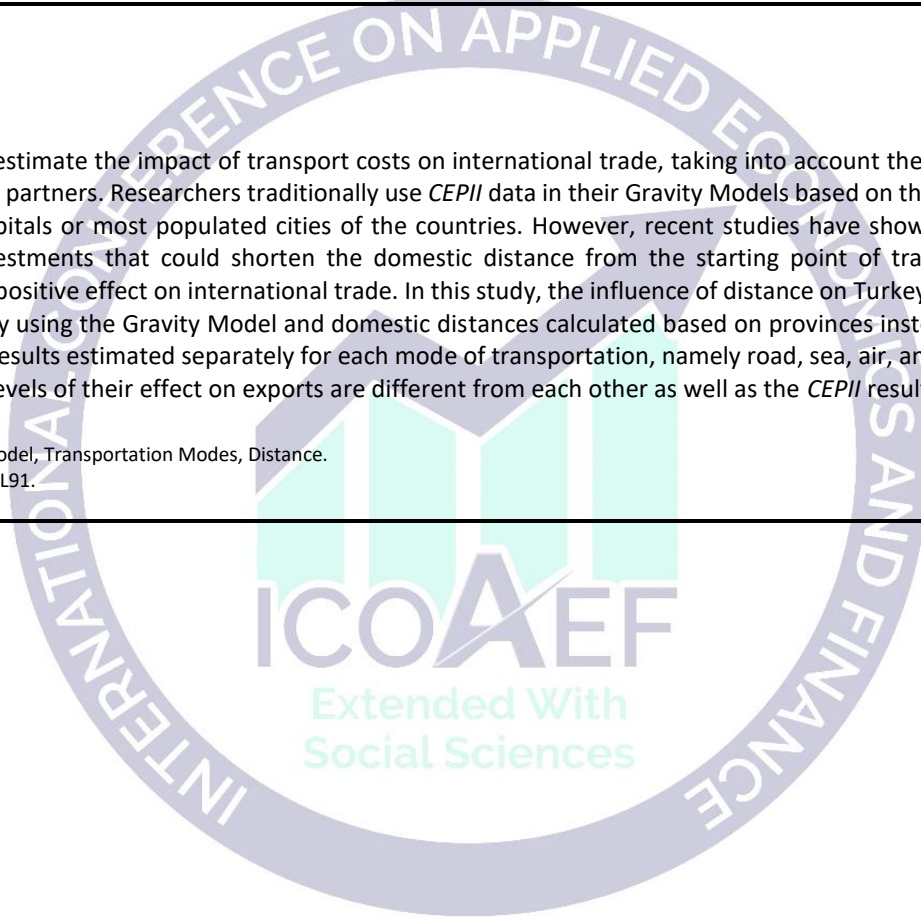 estimate the impact of transport costs on international trade, taking into account the
partners. Researchers traditionally use CEPII data in their Gravity Models based on th
pitals or most populated cities of the countries. However, recent studies have show
estments that could shorten the domestic distance from the starting point of tra
positive effect on international trade. In this study, the influence of distance on Turkey
y using the Gravity Model and domestic distances calculated based on provinces inst
esults estimated separately for each mode of transportation, namely road, sea, air, an
evels of their effect on exports are different from each other as well as the CEPII resul
odel, Transportation Modes, Distance.
L91.
INTERNATIONAL CONFERENCE ON APPLIED ECONOMICS AND FINANCE
ICOAEF
Extended With
Social Sciences